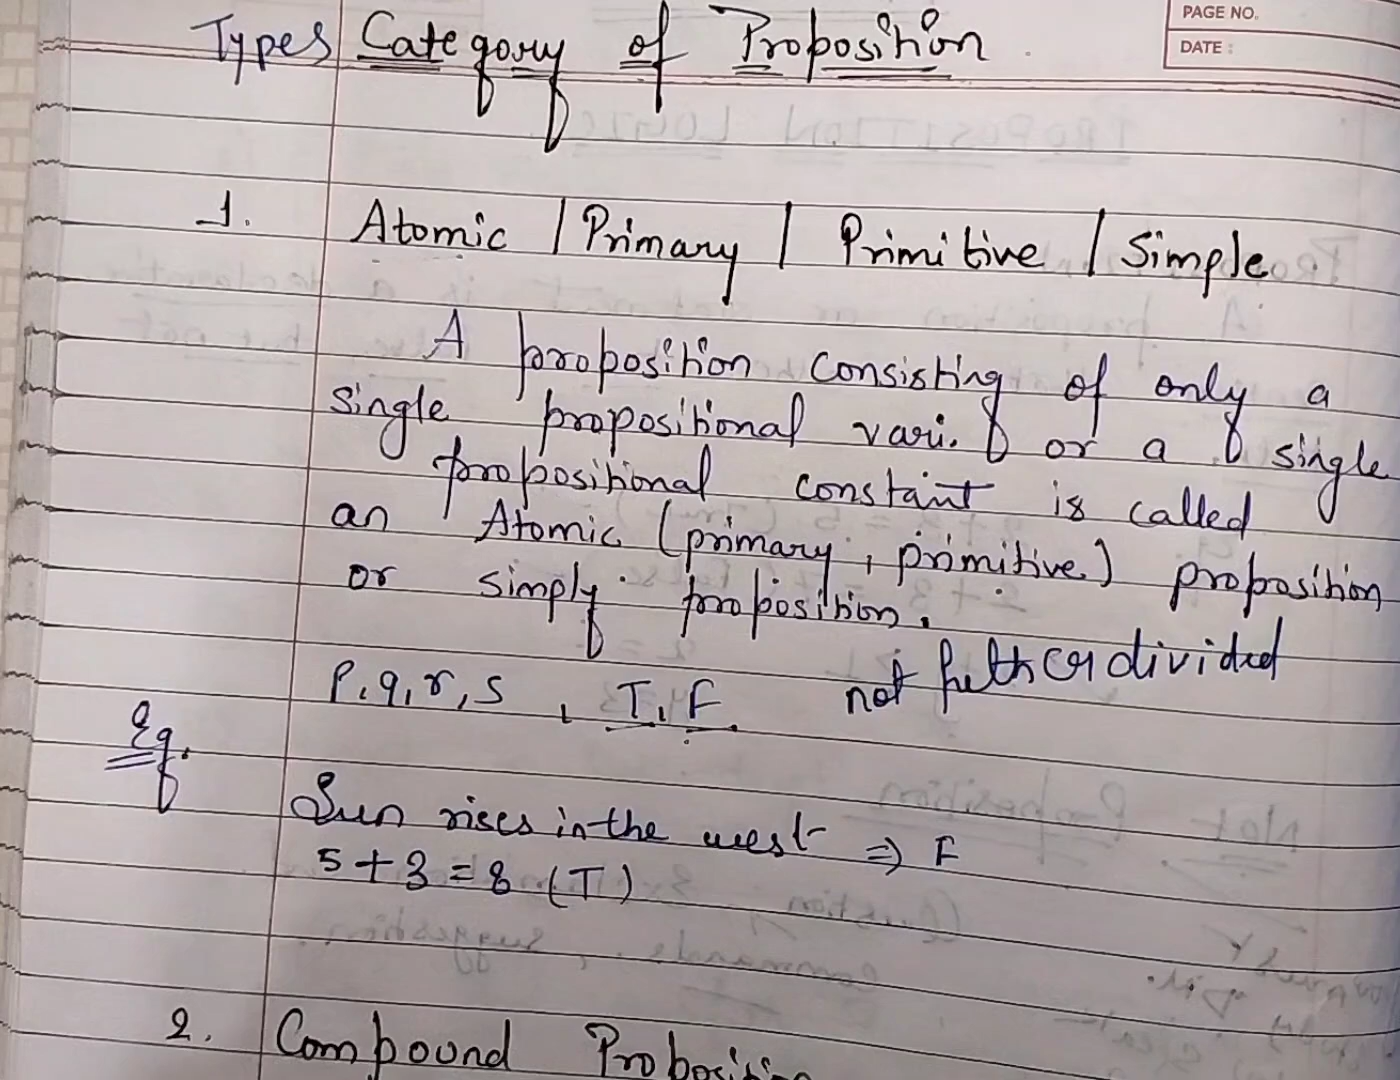 PAGE NO.
DATE :
Types Category of Proposition
1. Atomic | Primary | Primitive | Simple
A proposition consisting of only a
single propositional vari. or a single
propositional constant is called
an Atomic (primary, primitive) proposition
or simply proposition.
P, q, r, s, T, F. not divided
Eg.
Sun rises in the west ⇒ F
5+3=8 (T)
2. Compound Proposition